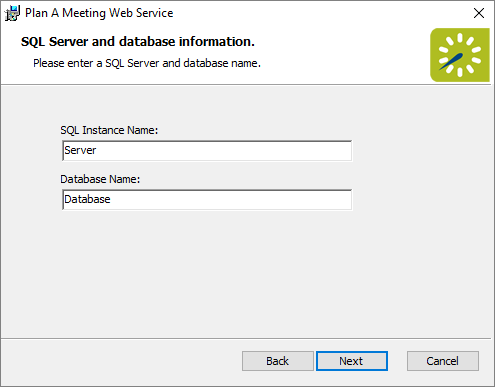 Plan A Meeting Web Service
SQL Server and database information.
Please enter a SQL Server and database name.
SQL Instance Name:
Server
Database Name:
Database
Back Next Cancel